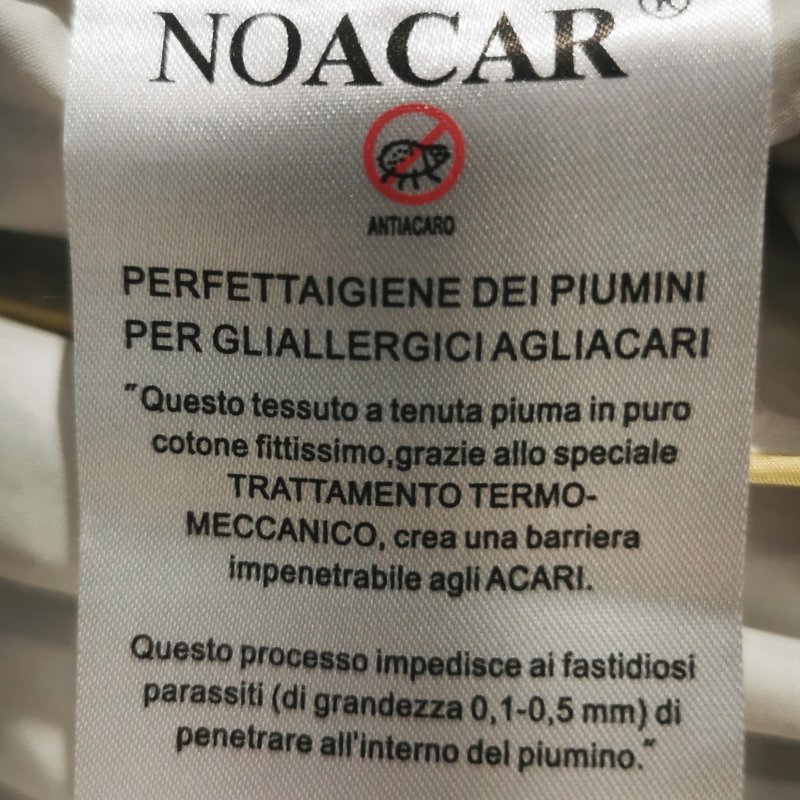 NOACAR®
ANTIACARO
PERFETTAIGIENE DEI PIUMINI
PER GLIALLERGICI AGLIACARI
"Questo tessuto a tenuta piuma in puro
cotone fittissimo,grazie allo speciale
TRATTAMENTO TERMO-
MECCANICO, crea una barriera
impenetrabile agli ACARI.
Questo processo impedisce ai fastidiosi
parassiti (di grandezza 0,1-0,5 mm) di
penetrare all'interno del piumino."